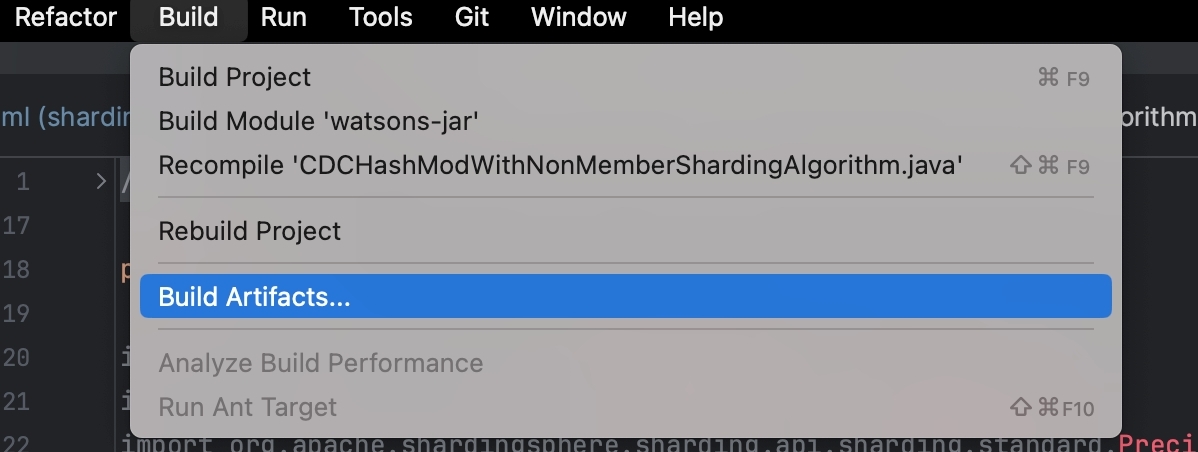 Refactor Build Run Tools Git Window Help
Build Project ⌘ F9
ml (shardin
Build Module 'watsons-jar'
orithm
Recompile 'CDCHashModWithNonMemberShardingAlgorithm.java' ⇧⌘ F9
1 > /
17
Rebuild Project
18 p
Build Artifacts...
19
20 i
Analyze Build Performance
21 i
Run Ant Target ⇧⌘F10
22 import org.apache.shardingsphere.sharding.api.sharding.standard.Preci